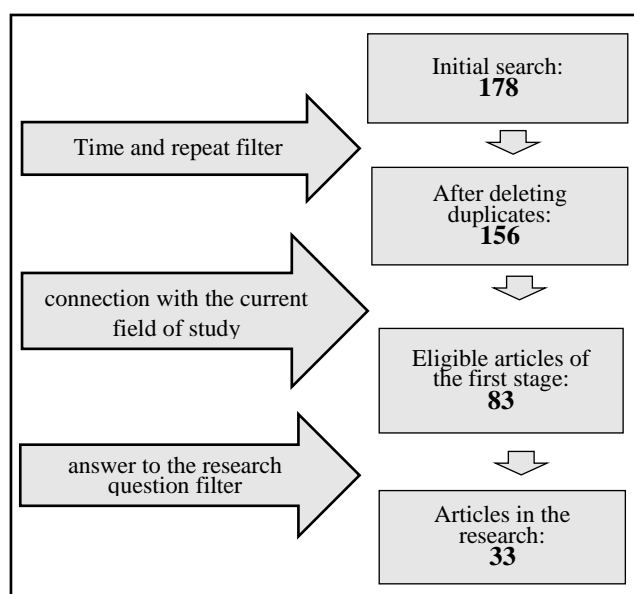 Initial search:
178
Time and repeat filter
After deleting
duplicates:
156
connection with the current
field of study
Eligible articles of
the first stage:
83
answer to the research
question filter
Articles in the
research:
33